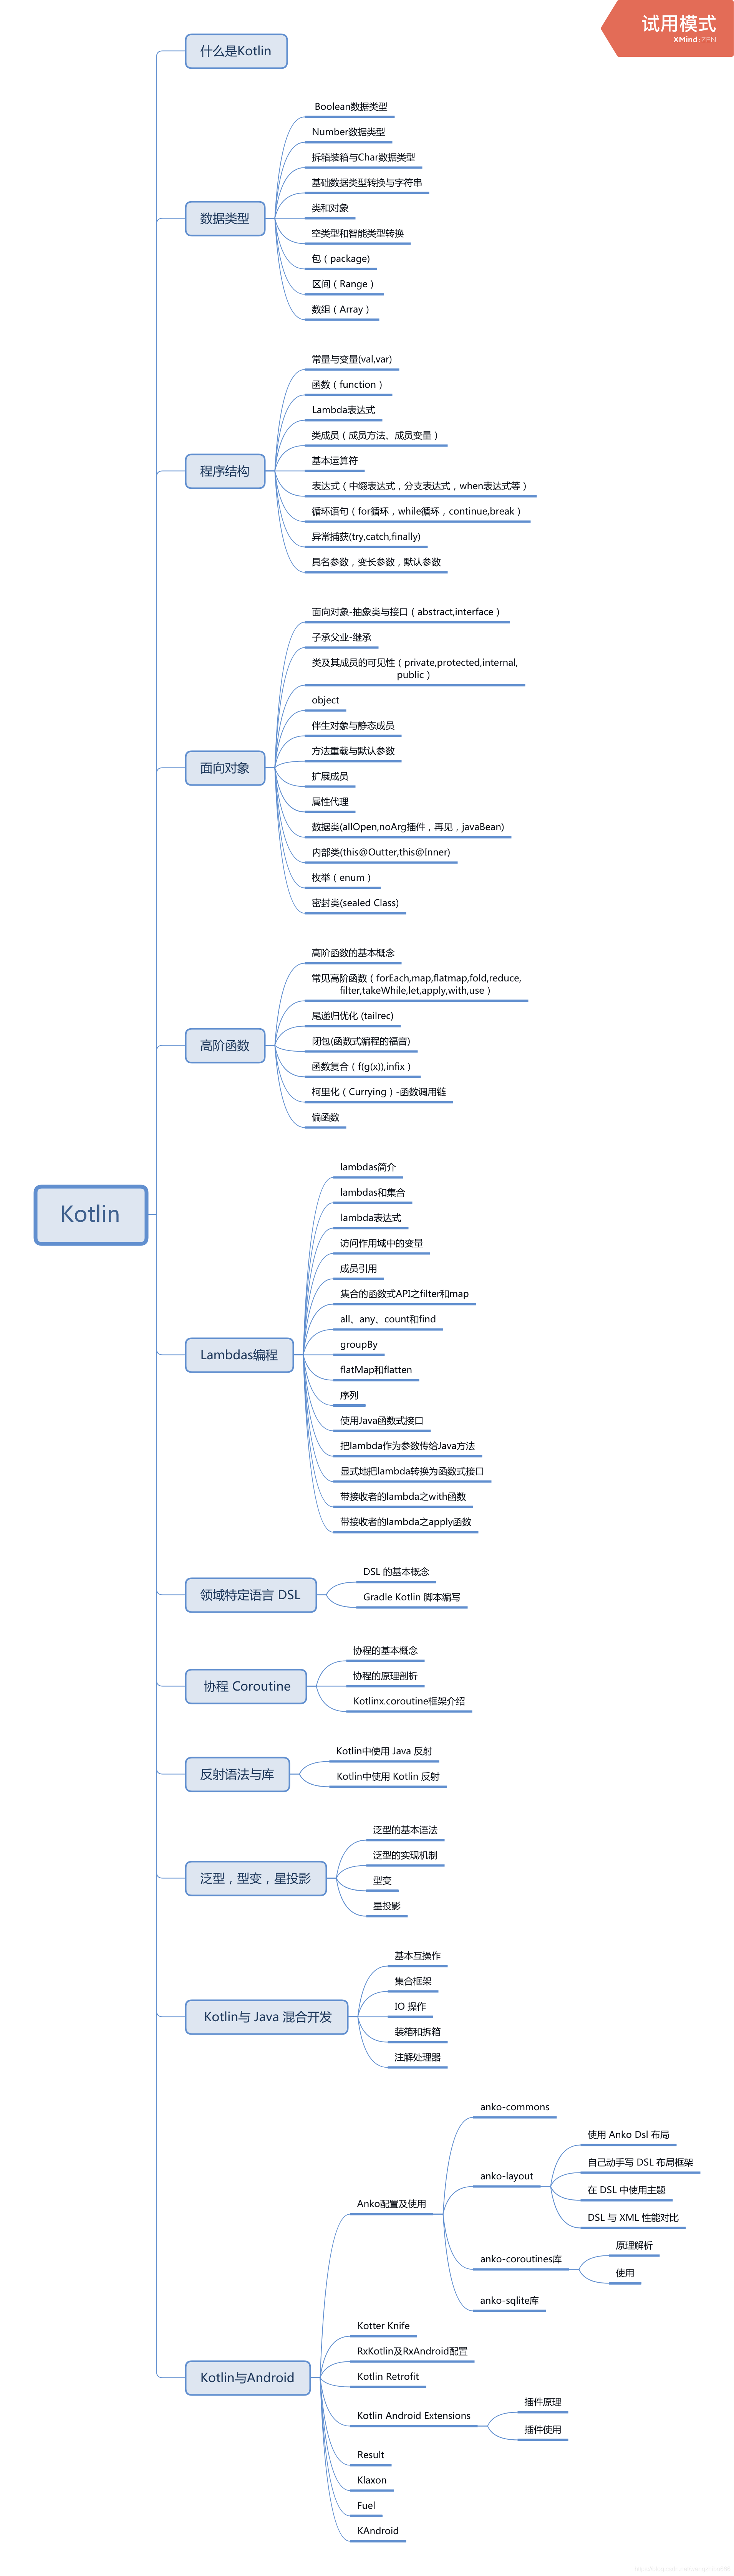 试用模式
XMind:ZEN
Kotlin
什么是Kotlin
数据类型
Boolean数据类型
Number数据类型
拆箱装箱与Char数据类型
基础数据类型转换与字符串
类和对象
空类型和智能类型转换
包（package)
区间（Range）
数组（Array）
程序结构
常量与变量(val,var)
函数（function）
Lambda表达式
类成员（成员方法、成员变量）
基本运算符
表达式（中缀表达式，分支表达式，when表达式等）
循环语句（for循环，while循环，continue,break）
异常捕获(try,catch,finally)
具名参数，变长参数，默认参数
面向对象
面向对象-抽象类与接口（abstract,interface）
子承父业-继承
类及其成员的可见性（private,protected,internal,
public）
object
伴生对象与静态成员
方法重载与默认参数
扩展成员
属性代理
数据类(allOpen,noArg插件，再见，javaBean)
内部类(this@Outter,this@Inner)
枚举（enum）
密封类(sealed Class)
高阶函数
高阶函数的基本概念
常见高阶函数（forEach,map,flatmap,fold,reduce,
filter,takeWhile,let,apply,with,use）
尾递归优化 (tailrec)
闭包(函数式编程的福音)
函数复合（f(g(x)),infix）
柯里化（Currying）-函数调用链
偏函数
Lambdas编程
lambdas简介
lambdas和集合
lambda表达式
访问作用域中的变量
成员引用
集合的函数式API之filter和map
all、any、count和find
groupBy
flatMap和flatten
序列
使用Java函数式接口
把lambda作为参数传给Java方法
显式地把lambda转换为函数式接口
带接收者的lambda之with函数
带接收者的lambda之apply函数
领域特定语言 DSL
DSL 的基本概念
Gradle Kotlin 脚本编写
协程 Coroutine
协程的基本概念
协程的原理剖析
Kotlinx.coroutine框架介绍
反射语法与库
Kotlin中使用 Java 反射
Kotlin中使用 Kotlin 反射
泛型，型变，星投影
泛型的基本语法
泛型的实现机制
型变
星投影
Kotlin与 Java 混合开发
基本互操作
集合框架
IO 操作
装箱和拆箱
注解处理器
Kotlin与Android
Anko配置及使用
anko-commons
anko-layout
使用 Anko Dsl 布局
自己动手写 DSL 布局框架
在 DSL 中使用主题
DSL 与 XML 性能对比
anko-coroutines库
原理解析
使用
anko-sqlite库
Kotter Knife
RxKotlin及RxAndroid配置
Kotlin Retrofit
Kotlin Android Extensions
插件原理
插件使用
Result
Klaxon
Fuel
KAndroid